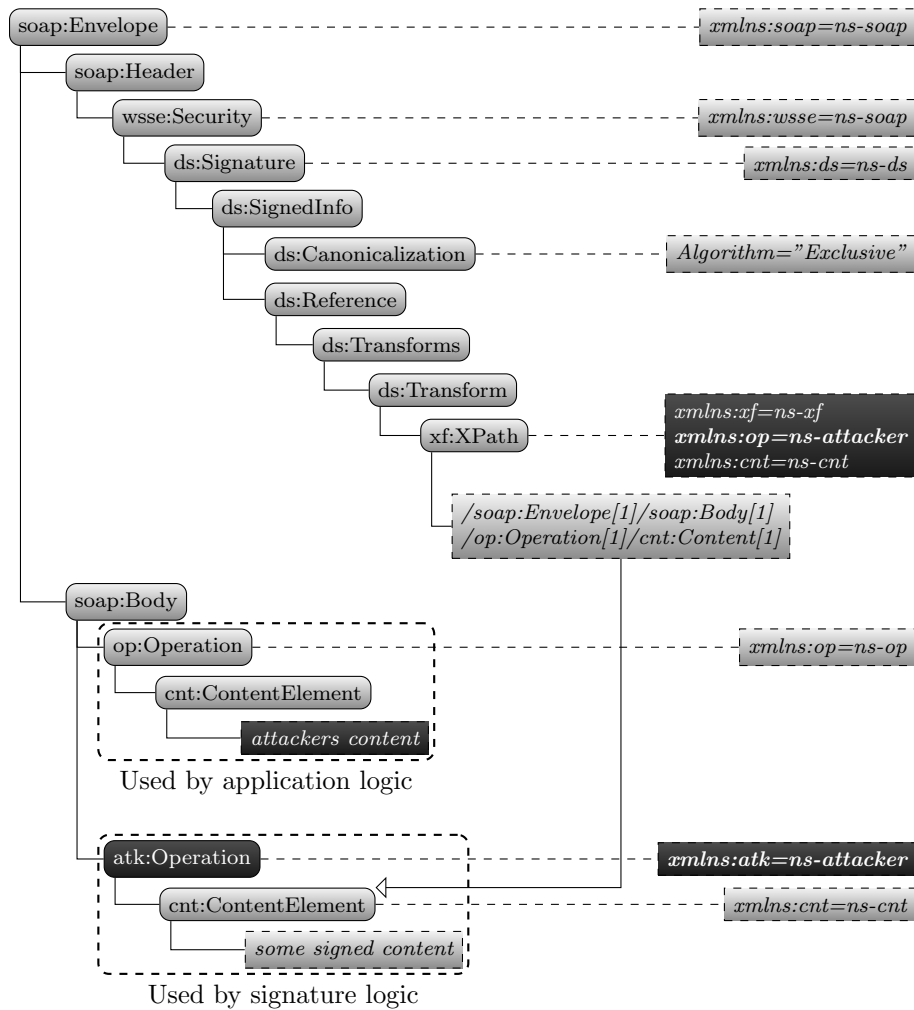 soap:Envelope
xmlns:soap=ns-soap
soap:Header
wsse:Security
xmlns:wsse=ns-soap
ds:Signature
xmlns:ds=ns-ds
ds:SignedInfo
ds:Canonicalization
Algorithm="Exclusive"
ds:Reference
ds:Transforms
ds:Transform
xf:XPath
xmlns:xf=ns-xf
xmlns:op=ns-attacker
xmlns:cnt=ns-cnt
/soap:Envelope[1]/soap:Body[1]
/op:Operation[1]/cnt:Content[1]
soap:Body
op:Operation
xmlns:op=ns-op
cnt:ContentElement
attackers content
Used by application logic
atk:Operation
xmlns:atk=ns-attacker
cnt:ContentElement
xmlns:cnt=ns-cnt
some signed content
Used by signature logic